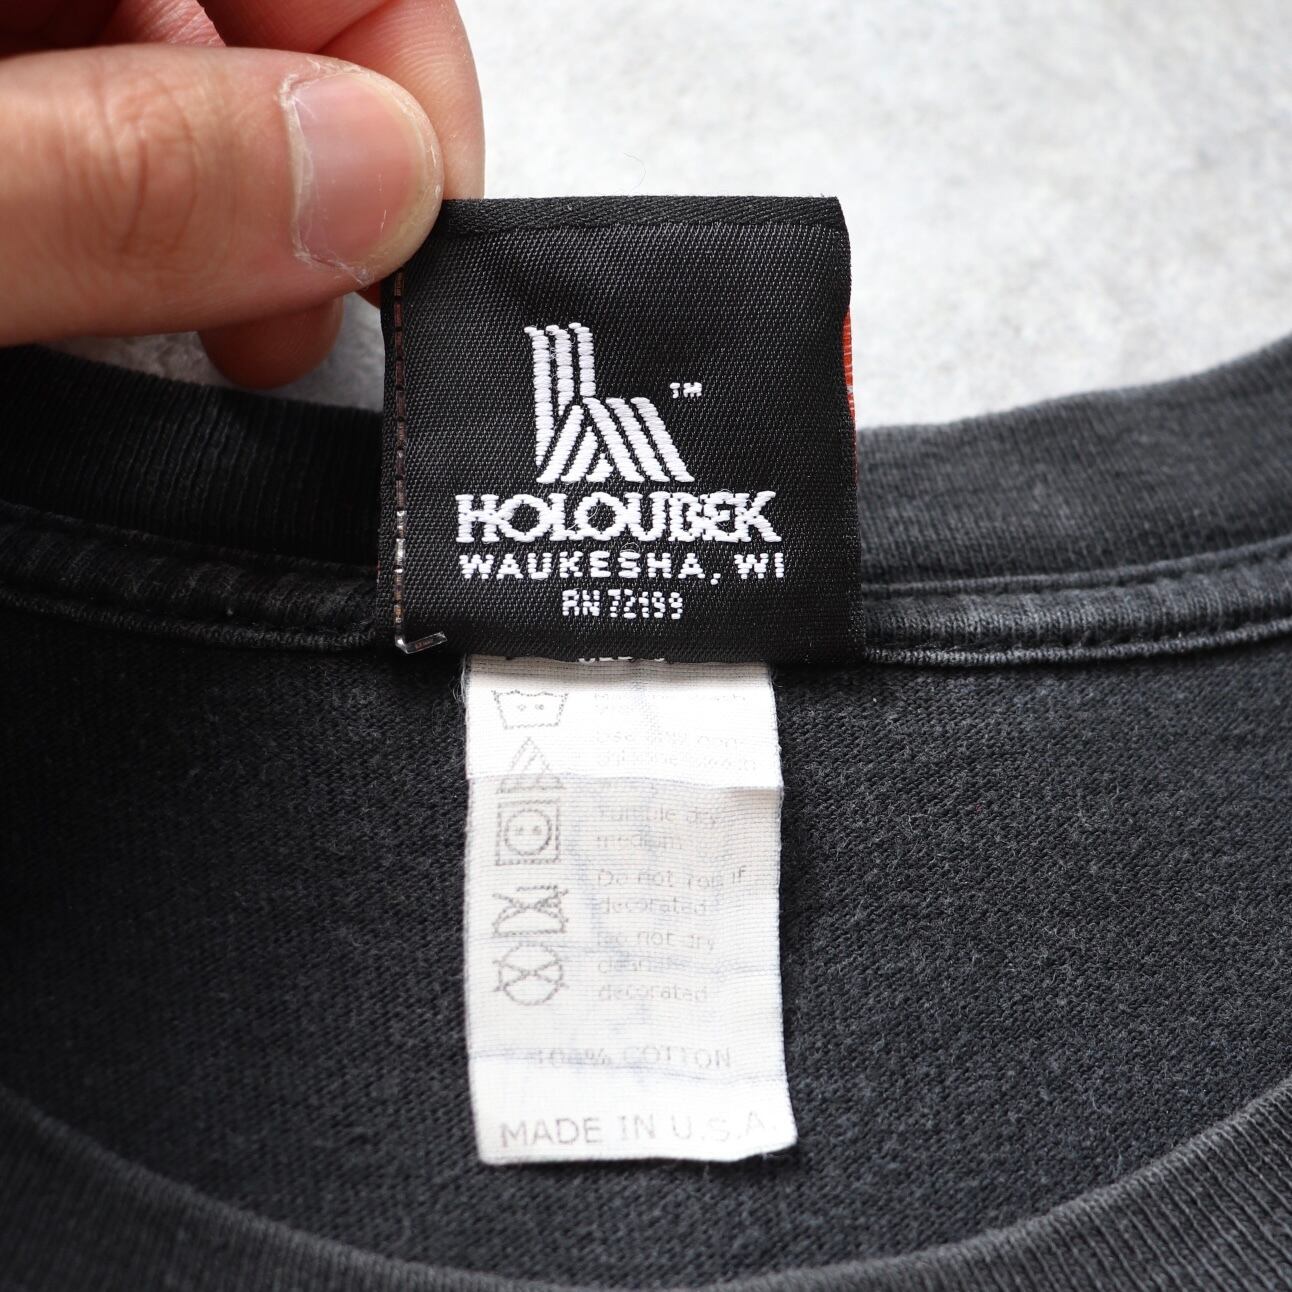 TM
HOLOUBEK
WAUKESHA, WI
RN 72199
Use only non-
Tumble dry
medium
Do not iron if
decorated
Do not dry
clean if
decorated
100% COTTON
MADE IN U.S.A.